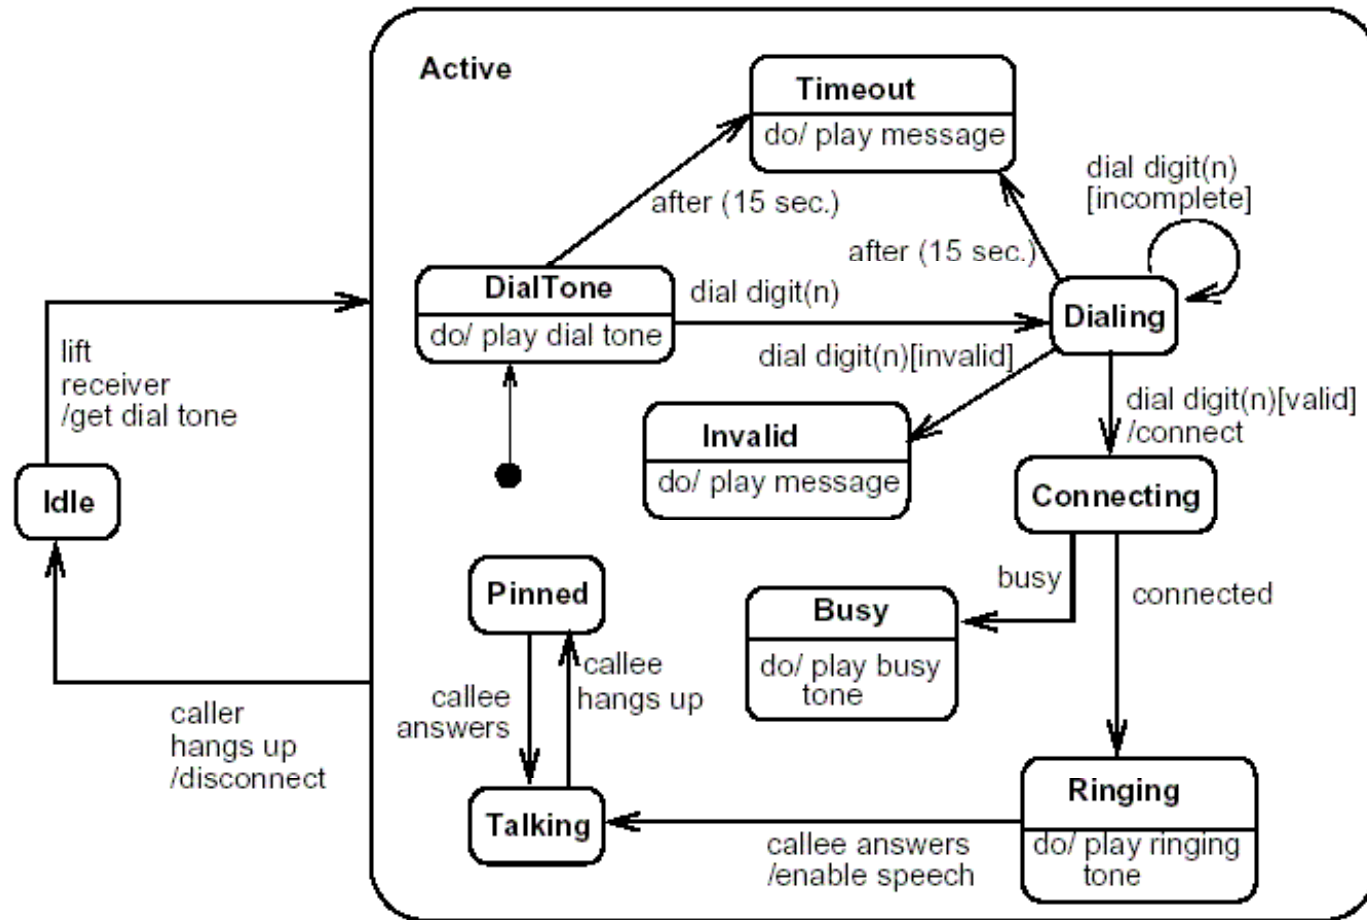 Active
Timeout
do/ play message
dial digit(n)
[incomplete]
after (15 sec.)
after (15 sec.)
DialTone
do/ play dial tone
dial digit(n)
Dialing
lift
receiver
/get dial tone
dial digit(n)[invalid]
dial digit(n)[valid]
/connect
Invalid
do/ play message
Idle
Connecting
Pinned
busy
connected
Busy
do/ play busy
tone
callee
hangs up
callee
answers
caller
hangs up
/disconnect
Talking
callee answers
/enable speech
Ringing
do/ play ringing
tone